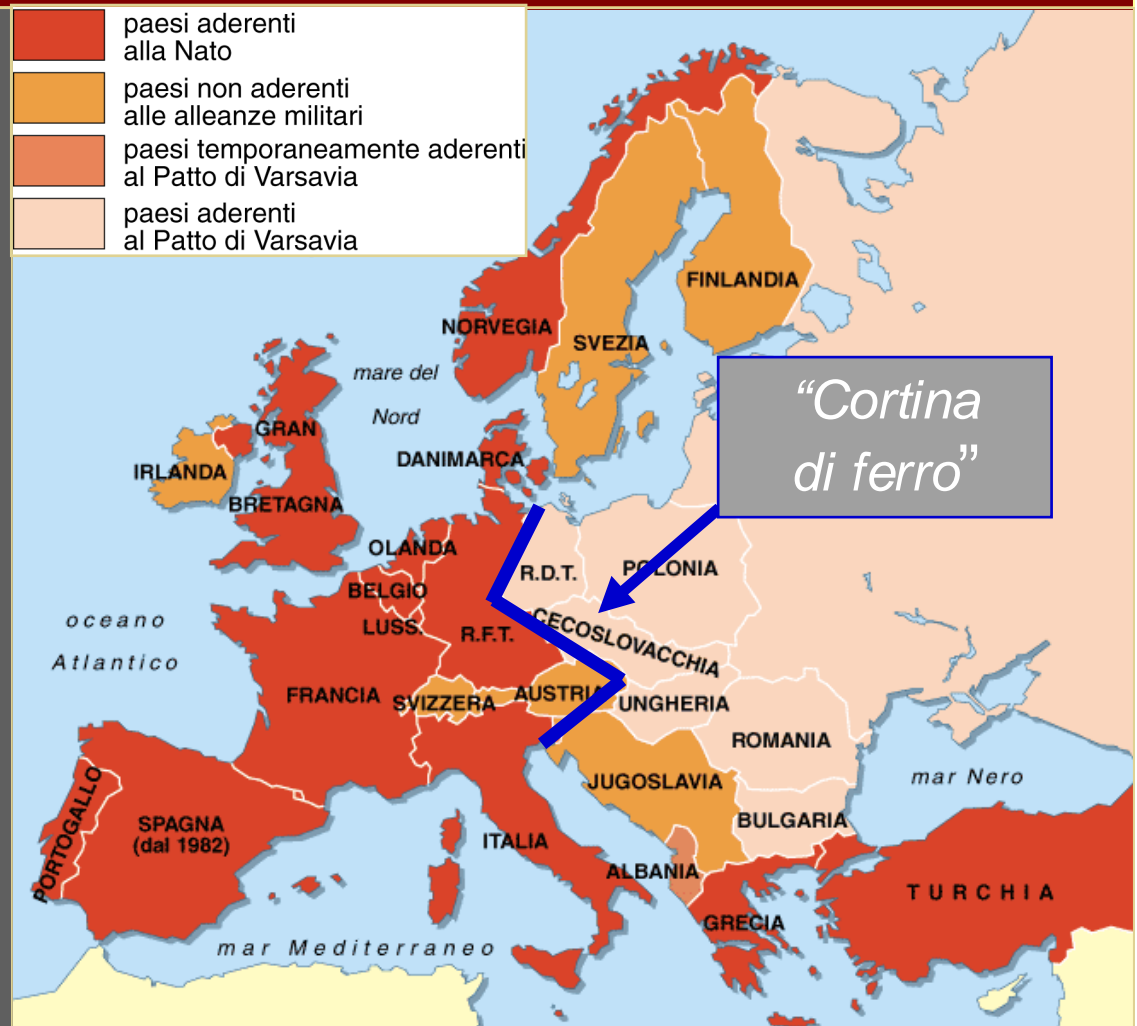 paesi aderenti
alla Nato
paesi non aderenti
alle alleanze militari
paesi temporaneamente aderenti
al Patto di Varsavia
paesi aderenti
al Patto di Varsavia
FINLANDIA
NORVEGIA
SVEZIA
mare del
Nord
“Cortina
di ferro”
GRAN
BRETAGNA
IRLANDA
DANIMARCA
OLANDA
BELGIO
LUSS.
R.D.T.
POLONIA
R.F.T.
CECOSLOVACCHIA
oceano
Atlantico
FRANCIA
SVIZZERA
AUSTRIA
UNGHERIA
ROMANIA
JUGOSLAVIA
mar Nero
BULGARIA
PORTOGALLO
SPAGNA
(dal 1982)
ITALIA
ALBANIA
GRECIA
TURCHIA
mar Mediterraneo